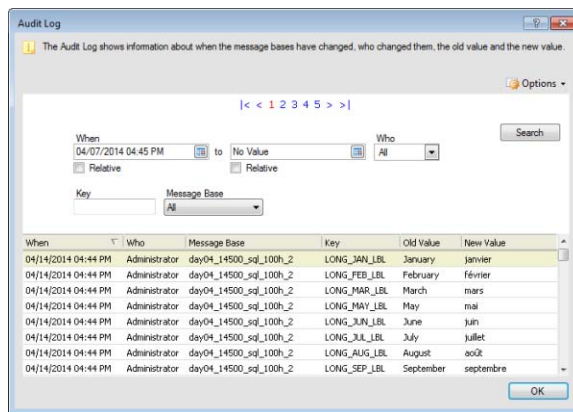 Audit Log
The Audit Log shows information about when the message bases have changed, who changed them, the old value and the new value.
Options
|< < 1 2 3 4 5 > >|
When Who
04/07/2014 04:45 PM to No Value All Search
Relative Relative
Key Message Base
All
When Who Message Base Key Old Value New Value
04/14/2014 04:44 PM Administrator day04_14500_sql_100h_2 LONG_JAN_LBL January janvier
04/14/2014 04:44 PM Administrator day04_14500_sql_100h_2 LONG_FEB_LBL February février
04/14/2014 04:44 PM Administrator day04_14500_sql_100h_2 LONG_MAR_LBL March mars
04/14/2014 04:44 PM Administrator day04_14500_sql_100h_2 LONG_MAY_LBL May mai
04/14/2014 04:44 PM Administrator day04_14500_sql_100h_2 LONG_JUN_LBL June juin
04/14/2014 04:44 PM Administrator day04_14500_sql_100h_2 LONG_JUL_LBL July juillet
04/14/2014 04:44 PM Administrator day04_14500_sql_100h_2 LONG_AUG_LBL August août
04/14/2014 04:44 PM Administrator day04_14500_sql_100h_2 LONG_SEP_LBL September septembre
OK